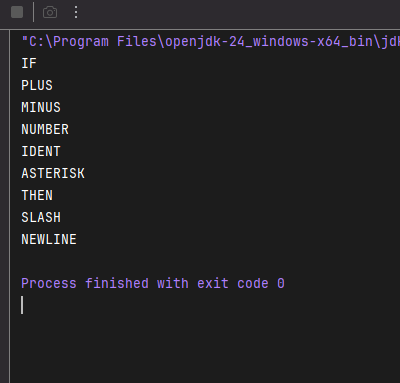 "C:\Program Files\openjdk-24_windows-x64_bin\jd
IF
PLUS
MINUS
NUMBER
IDENT
ASTERISK
THEN
SLASH
NEWLINE
Process finished with exit code 0